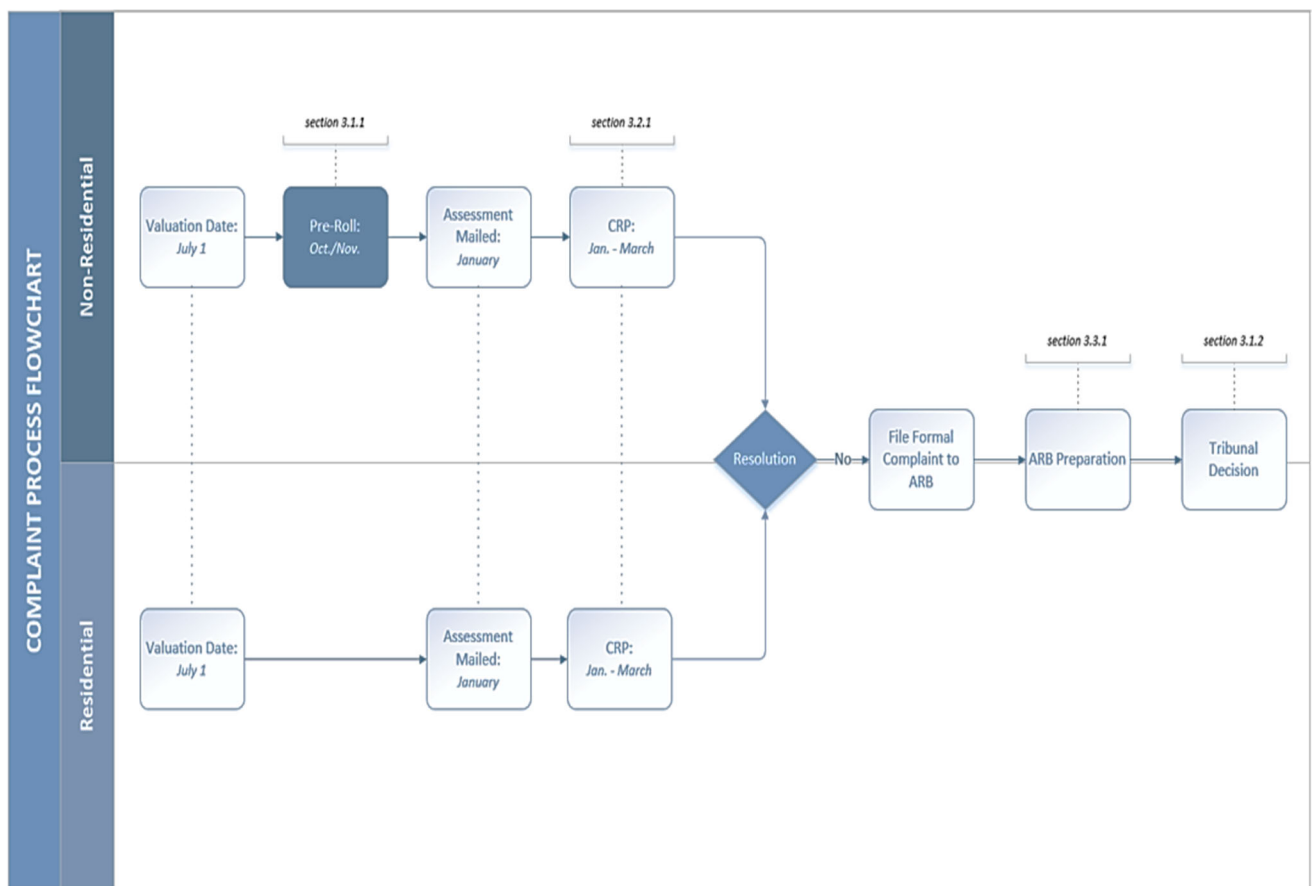 COMPLAINT PROCESS FLOWCHART
Non-Residential
section 3.1.1
section 3.2.1
Valuation Date:
July 1
Pre-Roll:
Oct./Nov.
Assessment
Mailed:
January
CRP:
Jan. - March
section 3.3.1
section 3.1.2
Resolution
No
File Formal
Complaint to
ARB
ARB Preparation
Tribunal
Decision
Residential
Valuation Date:
July 1
Assessment
Mailed:
January
CRP:
Jan. - March